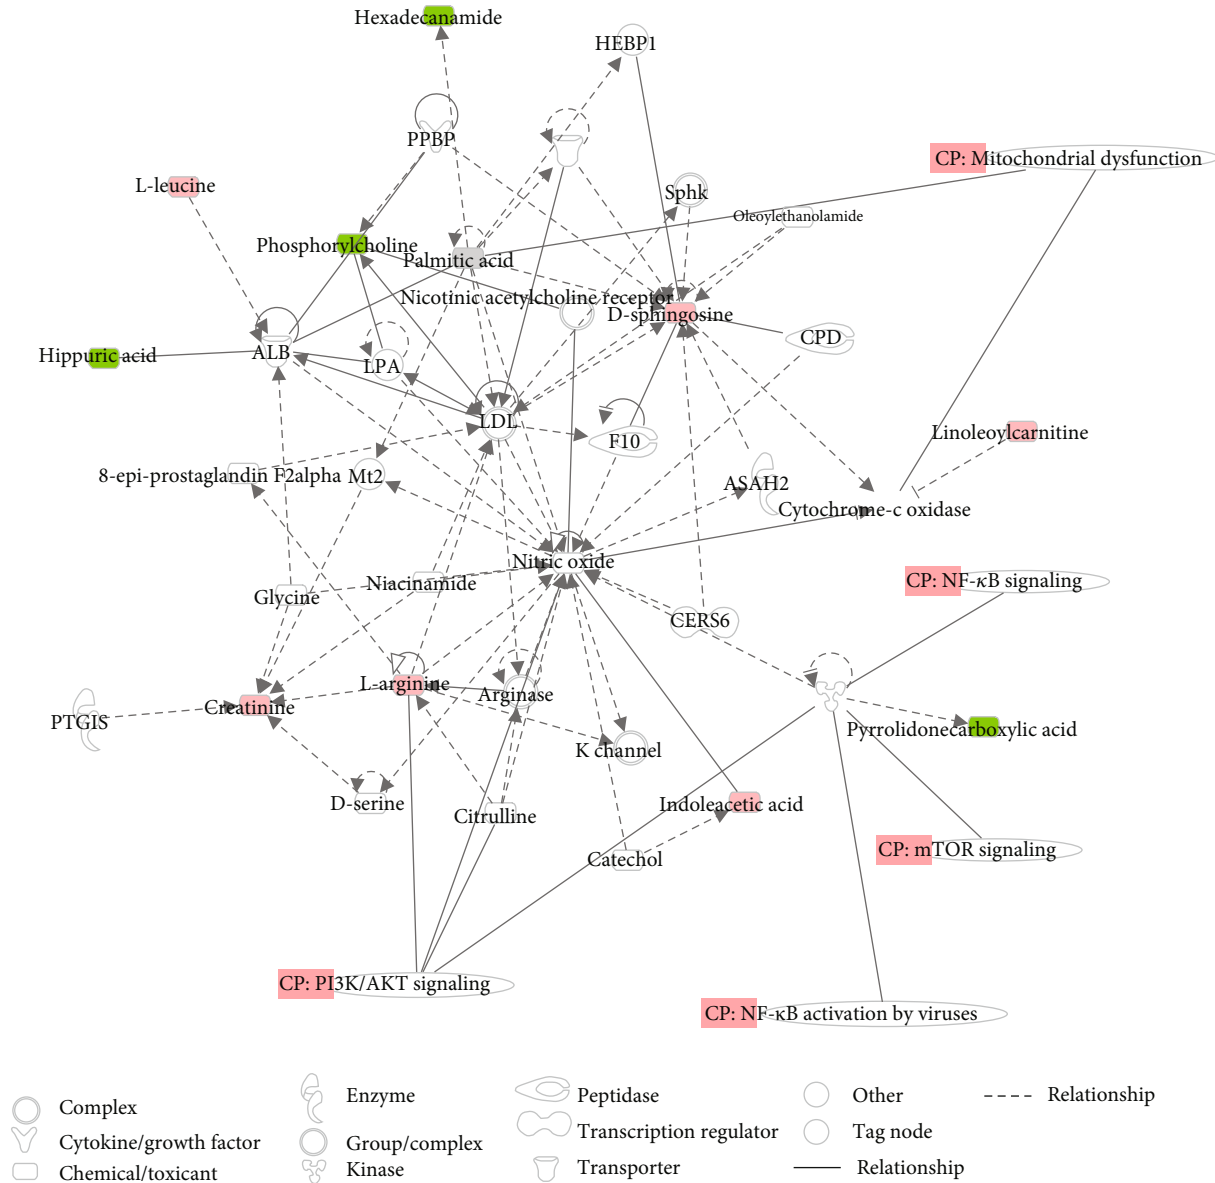 Hexadecanamide
HEBP1
PPBP
CP: Mitochondrial dysfunction
L-leucine
Sphk
Oleoylethanolamide
Phosphorylcholine
Palmitic acid
Nicotinic acetylcholine receptor
D-sphingosine
CPD
Hippuric acid
ALB
LPA
LDL
F10
Linoleoylcarnitine
8-epi-prostaglandin F2alpha
Mt2
ASAH2
Cytochrome-c oxidase
Nitric oxide
Niacinamide
Glycine
CP: NF-κB signaling
CERS6
L-arginine
Arginase
Creatinine
PTGIS
K channel
Pyrrolidonecarboxylic acid
D-serine
Citrulline
Indoleacetic acid
Catechol
CP: mTOR signaling
CP: PI3K/AKT signaling
CP: NF-κB activation by viruses
Complex
Cytokine/growth factor
Chemical/toxicant
Enzyme
Group/complex
Kinase
Peptidase
Transcription regulator
Transporter
Other
Tag node
Relationship
Relationship